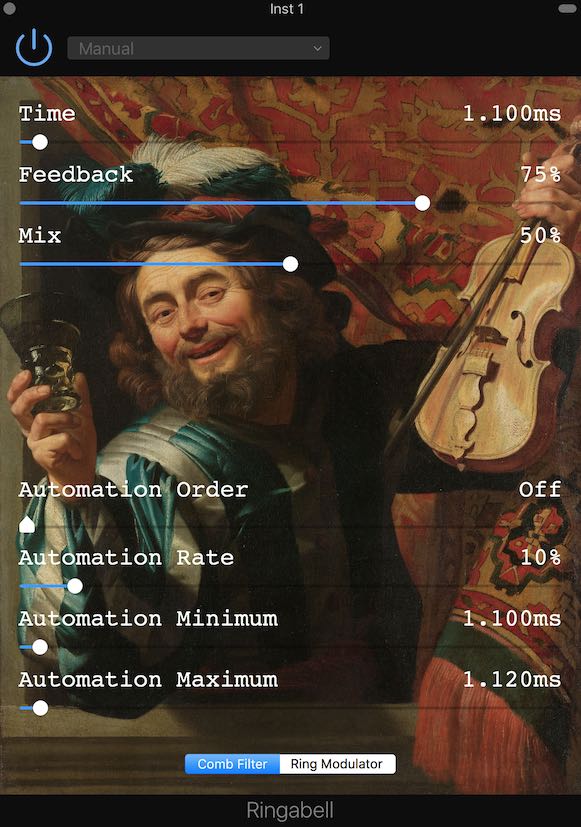 Inst 1
Manual
Time 1.100ms
Feedback 75%
Mix 50%
Automation Order Off
Automation Rate 10%
Automation Minimum 1.100ms
Automation Maximum 1.120ms
Comb Filter Ring Modulator
Ringabell